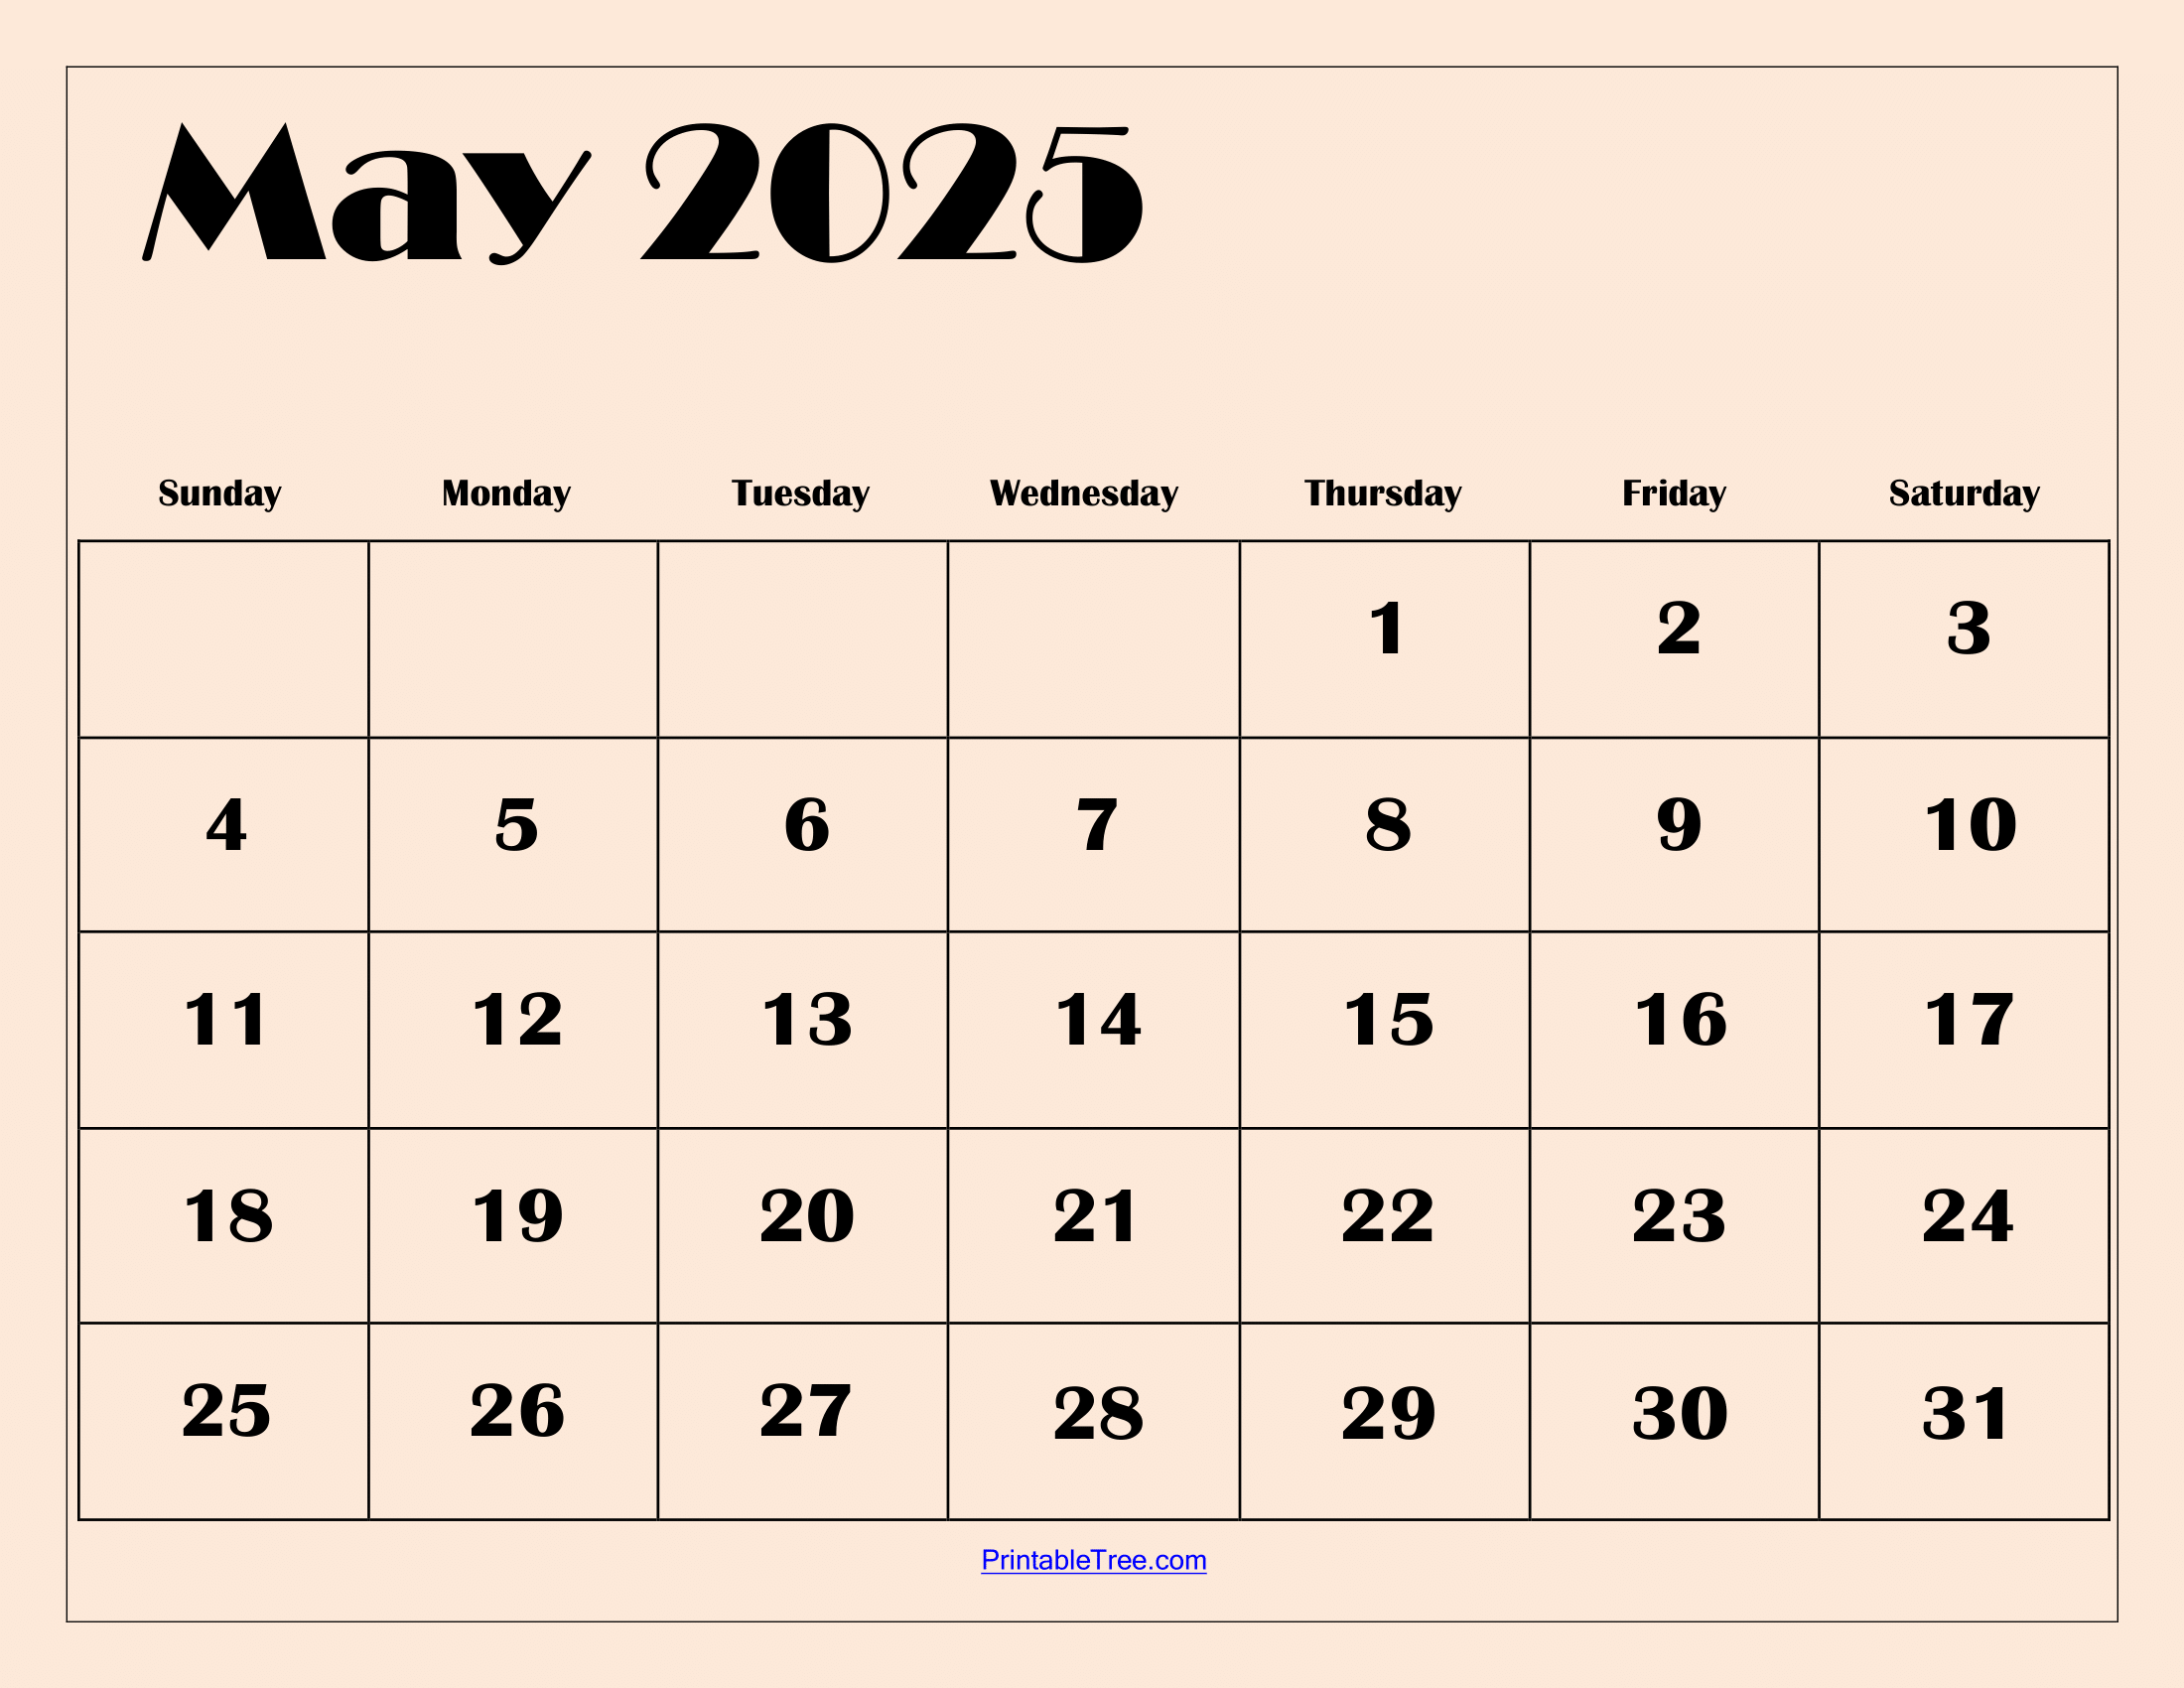 May 2025
Sunday Monday Tuesday Wednesday Thursday Friday Saturday
1 2 3
4 5 6 7 8 9 10
11 12 13 14 15 16 17
18 19 20 21 22 23 24
25 26 27 28 29 30 31
PrintableTree.com